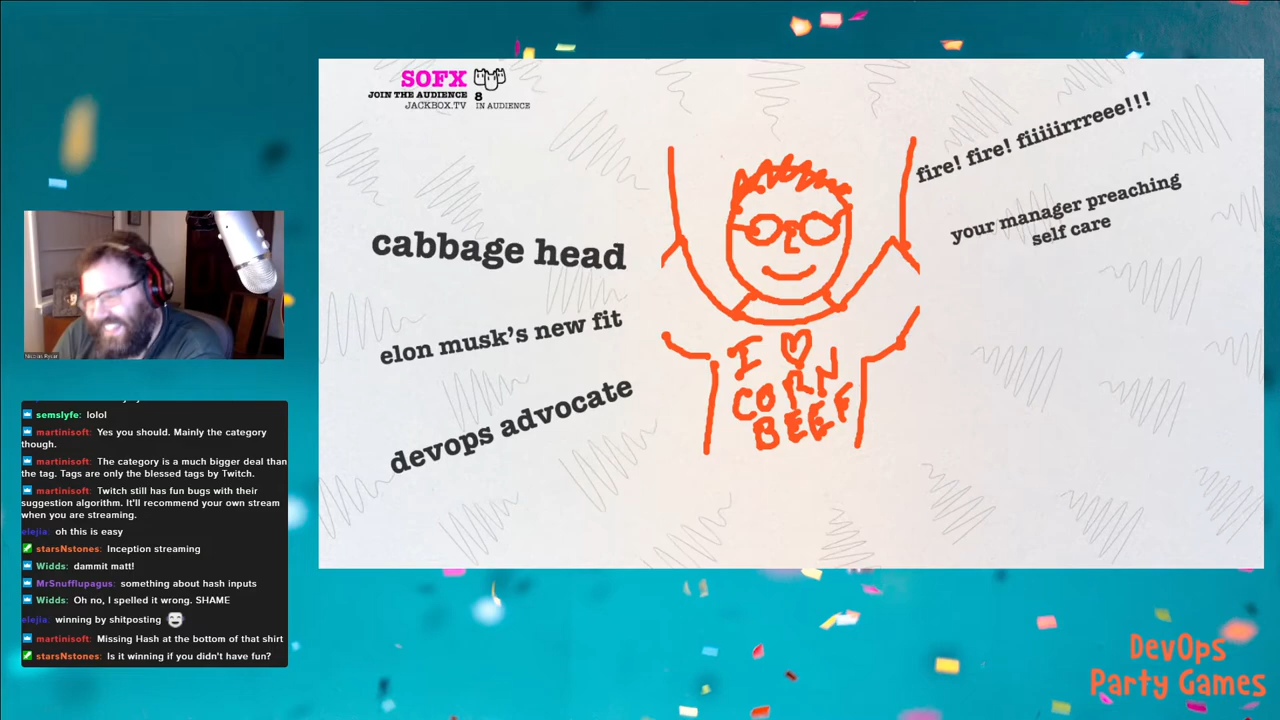 SOFX
JOIN THE AUDIENCE
JACKBOX.TV
8
IN AUDIENCE
fire! fire! fiiiirrreee!!!
your manager preaching
self care
cabbage head
elon musk's new fit
devops advocate
I ♡
CORN
BEEF
semslyfe: lolol
martinisoft: Yes you should. Mainly the category
though.
martinisoft: The category is a much bigger deal than
the tag. Tags are only the blessed tags by Twitch.
martinisoft: Twitch still has fun bugs with their
suggestion algorithm. It'll recommend your own stream
when you are streaming.
elejia: oh this is easy
starsNstones: Inception streaming
Widds: dammit matt!
MrSnufflupagus: something about hash inputs
Widds: Oh no, I spelled it wrong. SHAME
elejia: winning by shitposting
martinisoft: Missing Hash at the bottom of that shirt
starsNstones: Is it winning if you didn't have fun?
DevOps
Party Games